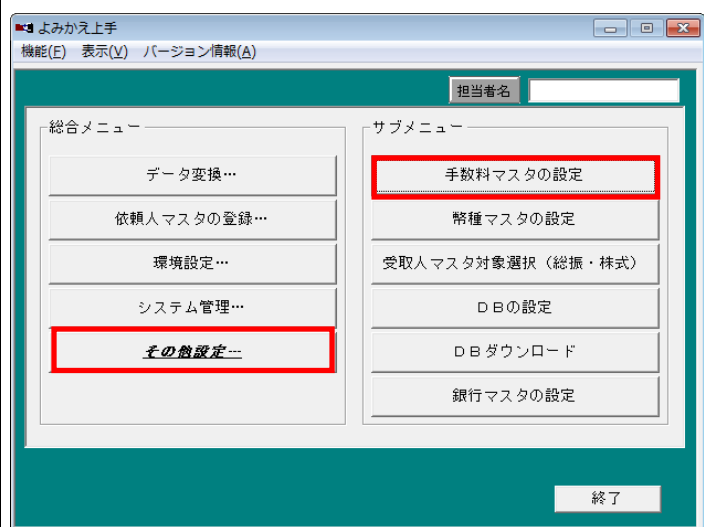 よみかえ上手
機能(F) 表示(V) バージョン情報(A)
担当者名
総合メニュー
データ変換…
依頼人マスタの登録…
環境設定…
システム管理…
その他設定…
サブメニュー
手数料マスタの設定
幣種マスタの設定
受取人マスタ対象選択（総振・株式）
ＤＢの設定
ＤＢダウンロード
銀行マスタの設定
終了